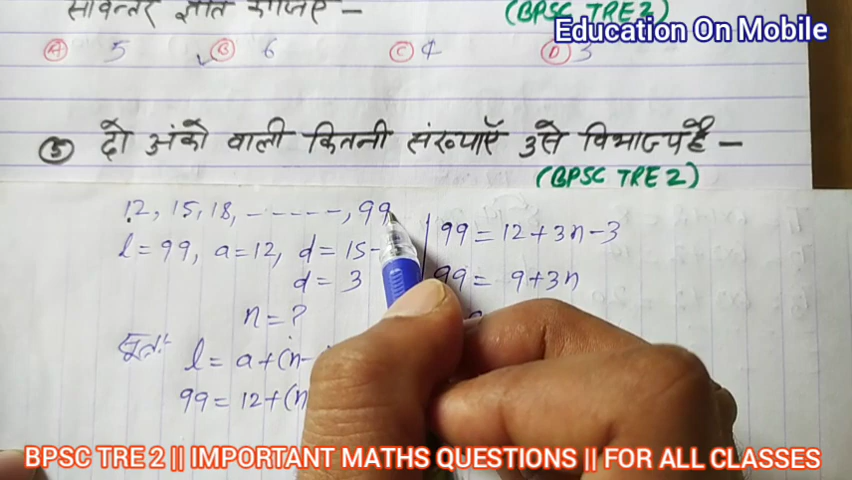 सार्वन्तर ज्ञात कीजिए — (BPSC TRE 2)
Education On Mobile
(A) 5 (B) 6 (C) 4 (D) 3
(5) दो अंको वाली कितनी संख्याएँ 3 से विभाज्य है —
(BPSC TRE 2)
12, 15, 18, ------, 99
l = 99, a = 12, d = 15-
d = 3
n = ?
सूत्र:-
l = a + (n-
99 = 12 + (n
99 = 12 + 3n - 3
99 = 9 + 3n
BPSC TRE 2 || IMPORTANT MATHS QUESTIONS || FOR ALL CLASSES